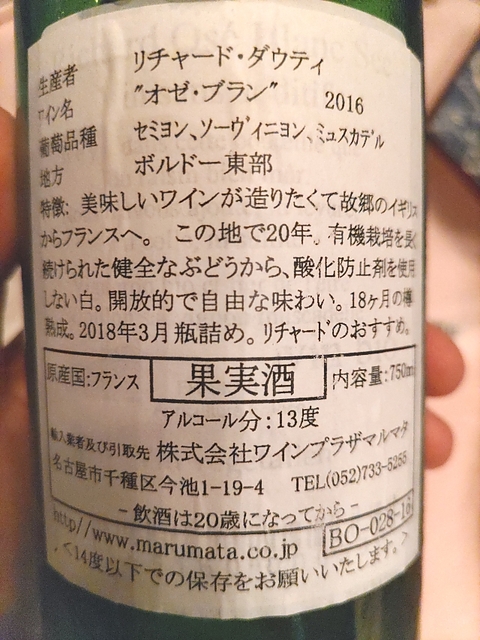 生産者 リチャード・ダウティ
ワイン名 "オゼ・ブラン" 2016
葡萄品種 セミヨン、ソーヴィニヨン、ミュスカデル
地方 ボルドー東部
特徴: 美味しいワインが造りたくて故郷のイギリス
からフランスへ。 この地で20年。有機栽培を長く
続けられた健全なぶどうから、酸化防止剤を使用
しない白。開放的で自由な味わい。18ヶ月の樽
熟成。2018年3月瓶詰め。リチャードのおすすめ。
原産国:フランス 果実酒 内容量:750m
アルコール分:13度
輸入業者及び引取先 株式会社ワインプラザマルマタ
名古屋市千種区今池1-19-4 TEL(052)733-5255
- 飲酒は20歳になってから -
http//www.marumata.co.jp BO-028-16
<14度以下での保存をお願いいたします。>